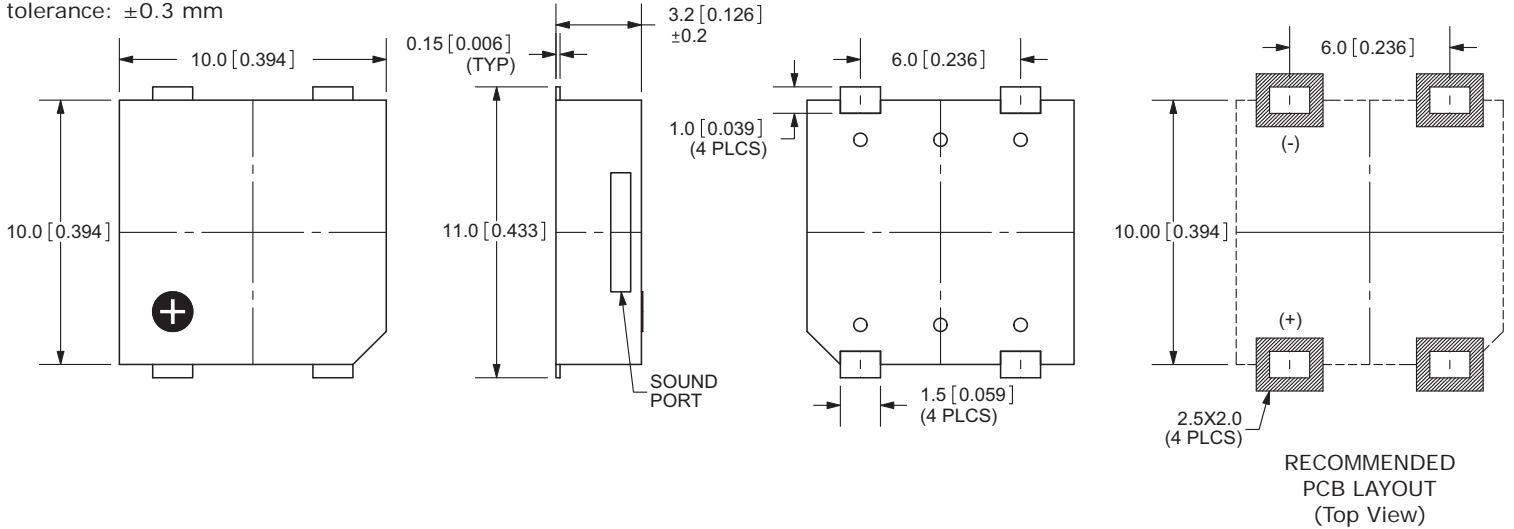 tolerance: ±0.3 mm
10.0 [0.394]
10.0 [0.394]
3.2 [0.126]
±0.2
0.15 [0.006]
(TYP)
11.0 [0.433]
SOUND
PORT
6.0 [0.236]
1.0 [0.039]
(4 PLCS)
1.5 [0.059]
(4 PLCS)
6.0 [0.236]
(-)
10.00 [0.394]
(+)
2.5X2.0
(4 PLCS)
RECOMMENDED
PCB LAYOUT
(Top View)